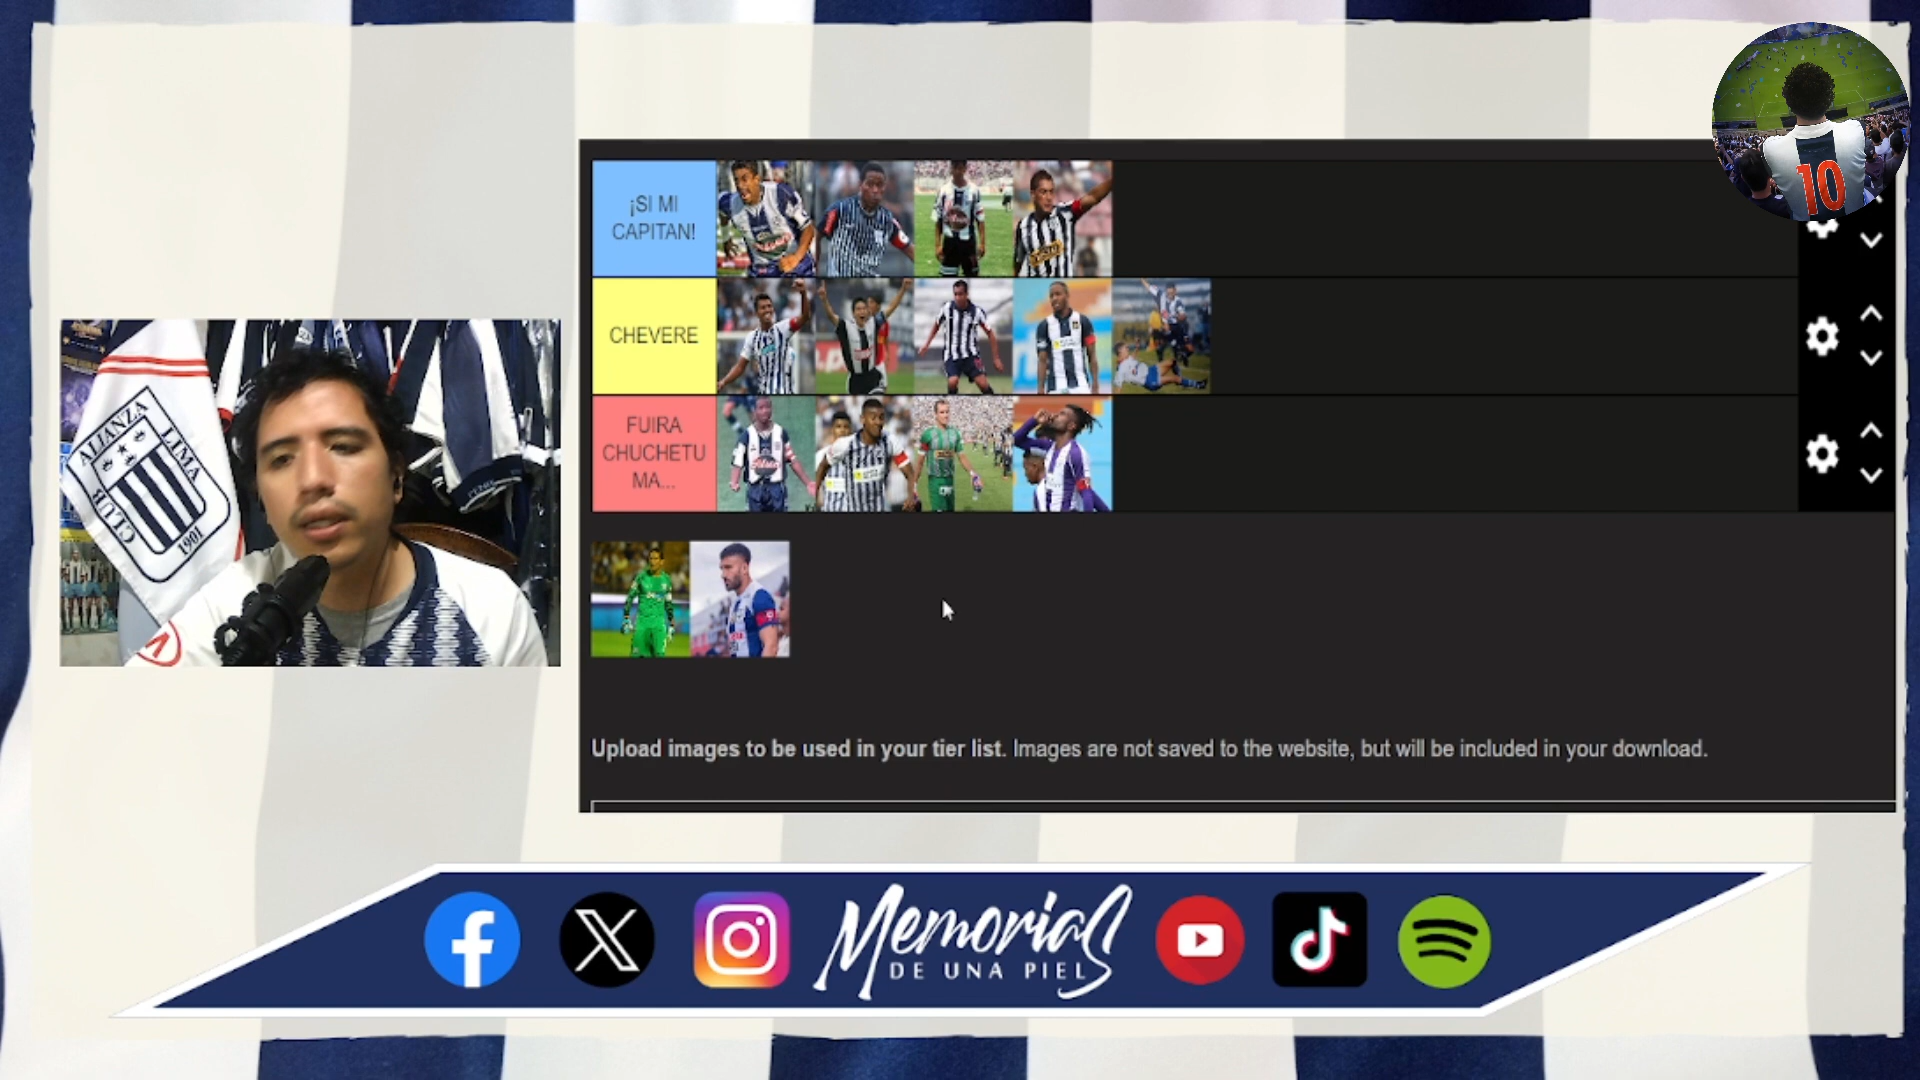 10
¡SI MI
CAPITAN!
CHEVERE
FUIRA
CHUCHETU
MA...
ALIANZA LIMA
CLUB 1901
Upload images to be used in your tier list. Images are not saved to the website, but will be included in your download.
Memorias
DE UNA PIEL